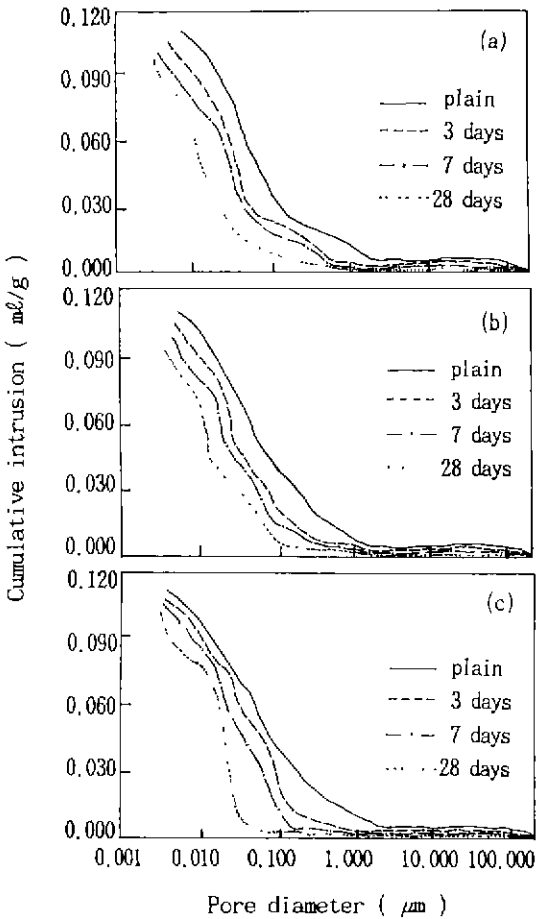 0.120
(a)
0.090
plain
3 days
0.060
7 days
28 days
0.030
0.000
0.120
(b)
0.090
plain
3 days
0.060
7 days
28 days
0.030
0.000
0.120
(c)
0.090
plain
0.060
3 days
7 days
0.030
28 days
0.000
0.001 0.010 0.100 1.000 10.000 100.000
Pore diameter ( μm )
Cumulative intrusion ( mℓ/g )